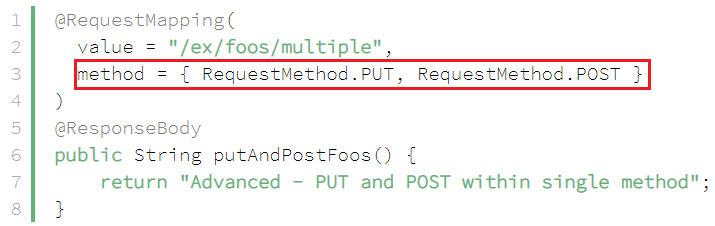 1 @RequestMapping(
2 value = "/ex/foos/multiple",
3 method = { RequestMethod.PUT, RequestMethod.POST }
4 )
5 @ResponseBody
6 public String putAndPostFoos() {
7 return "Advanced - PUT and POST within single method";
8 }